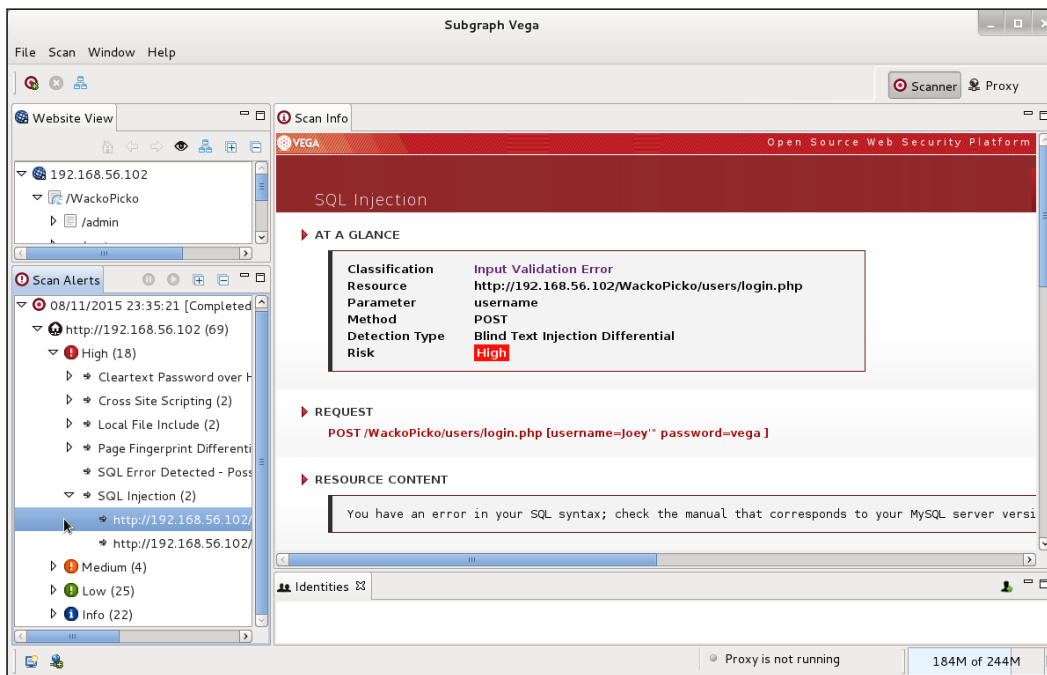 Subgraph Vega
File Scan Window Help
Scanner Proxy
Website View
192.168.56.102
/WackoPicko
/admin
Scan Alerts
08/11/2015 23:35:21 [Completed
http://192.168.56.102 (69)
High (18)
Cleartext Password over H
Cross Site Scripting (2)
Local File Include (2)
Page Fingerprint Differenti
SQL Error Detected - Poss
SQL Injection (2)
http://192.168.56.102/
http://192.168.56.102/
Medium (4)
Low (25)
Info (22)
Scan Info
VEGA Open Source Web Security Platform
SQL Injection
AT A GLANCE
Classification Input Validation Error
Resource http://192.168.56.102/WackoPicko/users/login.php
Parameter username
Method POST
Detection Type Blind Text Injection Differential
Risk High
REQUEST
POST /WackoPicko/users/login.php [username=Joey'" password=vega ]
RESOURCE CONTENT
You have an error in your SQL syntax; check the manual that corresponds to your MySQL server versi
Identities
Proxy is not running
184M of 244M